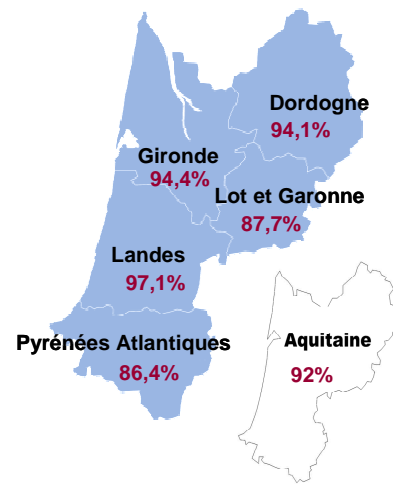 Dordogne
94,1%
Gironde
94,4%
Lot et Garonne
87,7%
Landes
97,1%
Pyrénées Atlantiques
86,4%
Aquitaine
92%